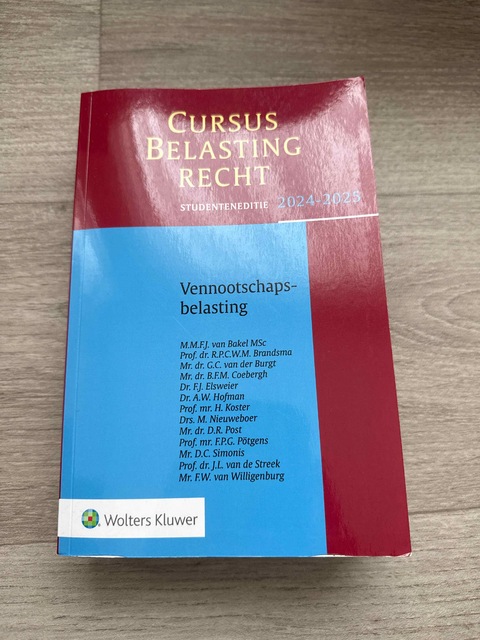 CURSUS
BELASTING
RECHT
STUDENTENEDITIE 2024-2025
Vennootschaps-
belasting
M.M.F.J. van Bakel MSc
Prof. dr. R.P.C.W.M. Brandsma
Mr. dr. G.C. van der Burgt
Mr. dr. B.F.M. Coebergh
Dr. F.J. Elsweier
Dr. A.W. Hofman
Prof. mr. H. Koster
Drs. M. Nieuweboer
Mr. dr. D.R. Post
Prof. mr. F.P.G. Pötgens
Mr. D.C. Simonis
Prof. dr. J.L. van de Streek
Mr. F.W. van Willigenburg
Wolters Kluwer